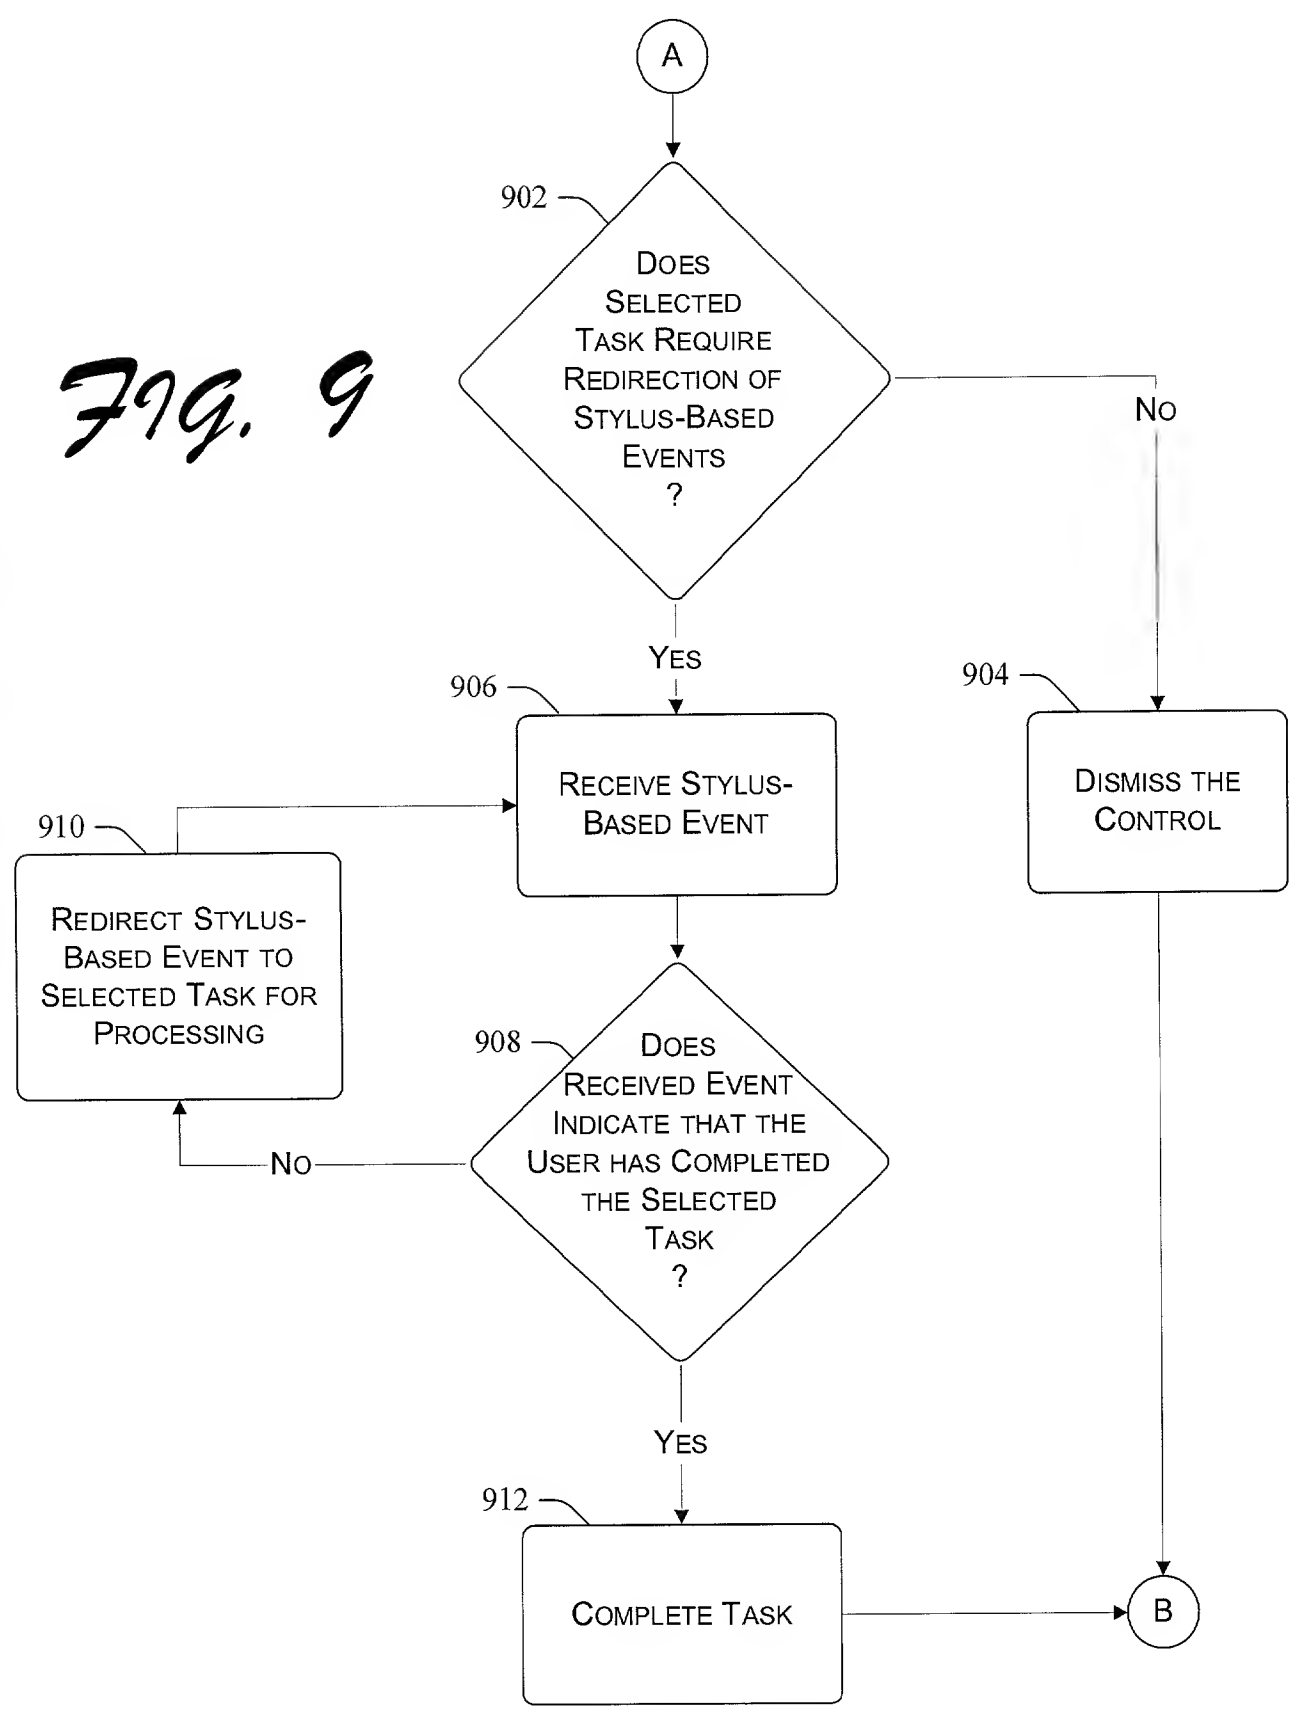 A
902
DOES
SELECTED
TASK REQUIRE
REDIRECTION OF
STYLUS-BASED
EVENTS
?
FIG. 9
NO
YES
906
904
RECEIVE STYLUS-
BASED EVENT
DISMISS THE
CONTROL
910
REDIRECT STYLUS-
BASED EVENT TO
SELECTED TASK FOR
PROCESSING
908
DOES
RECEIVED EVENT
INDICATE THAT THE
USER HAS COMPLETED
THE SELECTED
TASK
?
NO
YES
912
COMPLETE TASK
B